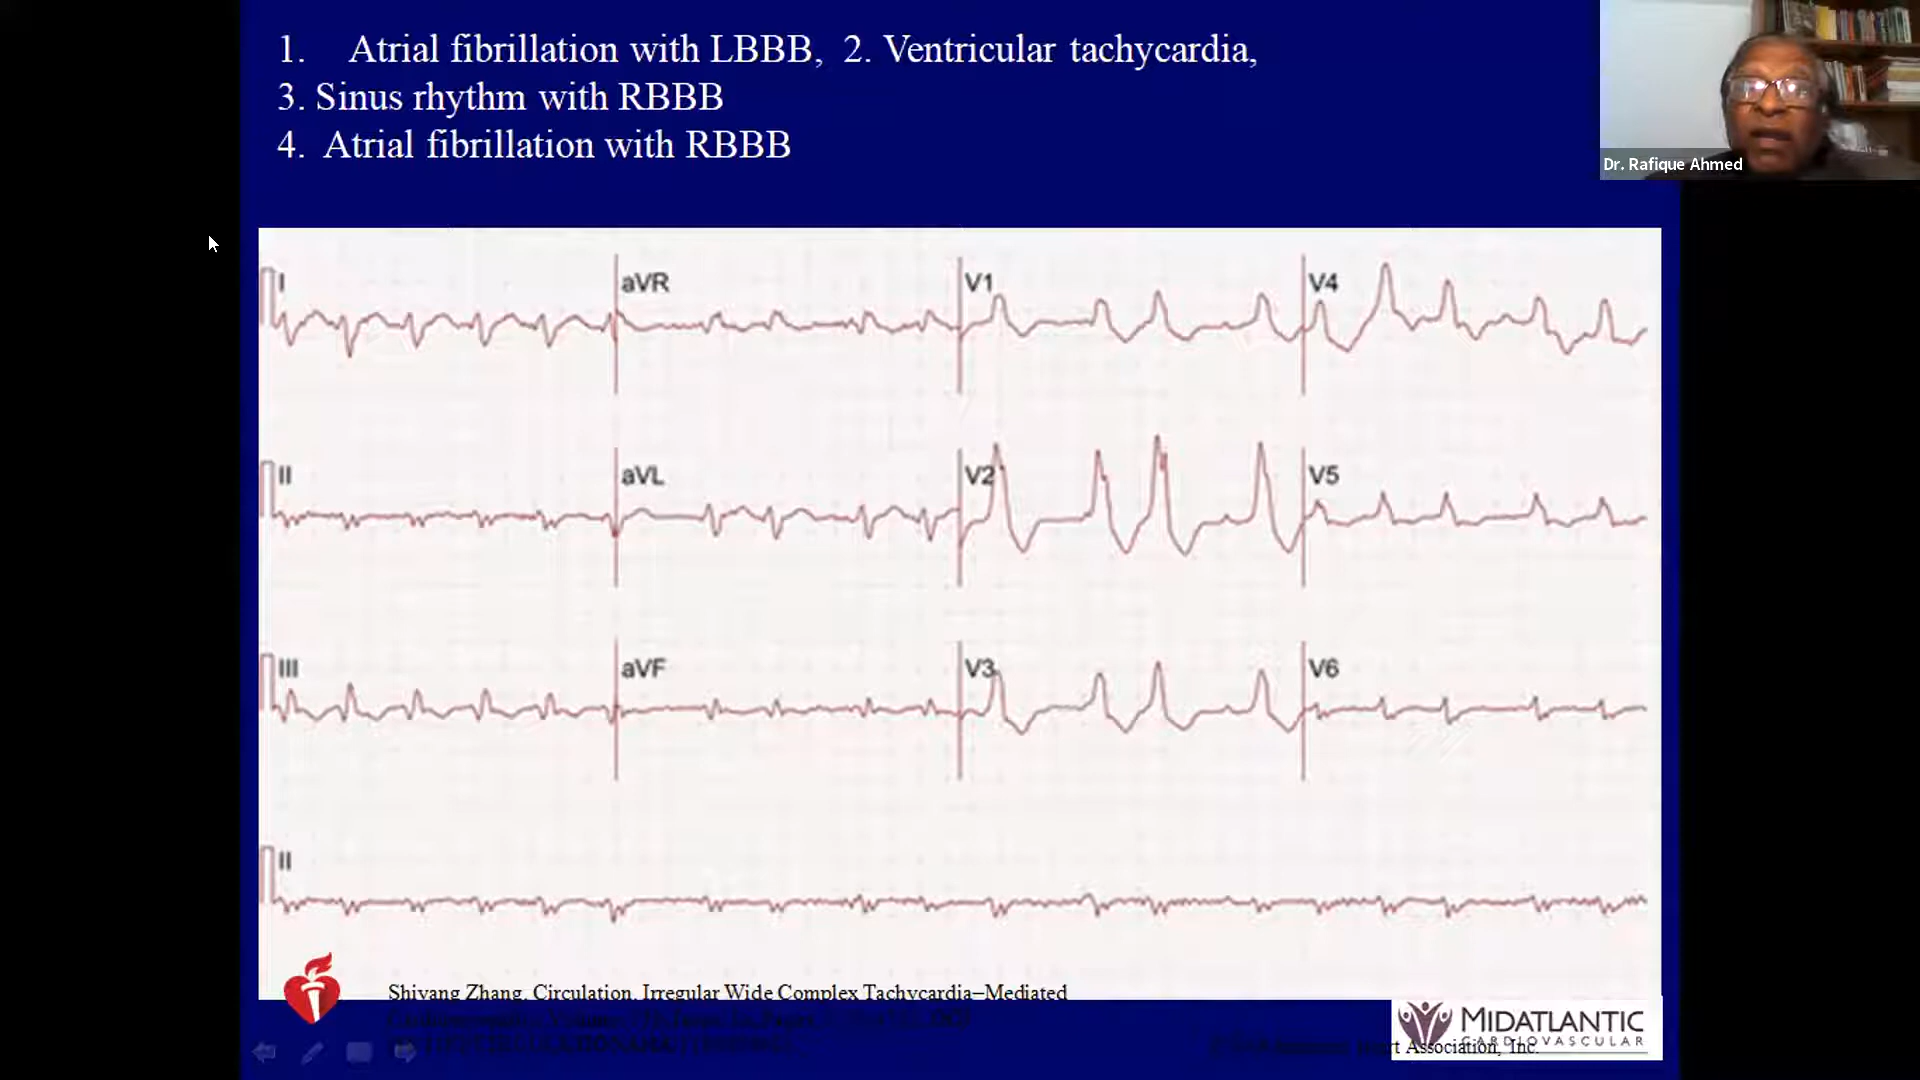 1. Atrial fibrillation with LBBB, 2. Ventricular tachycardia,
3. Sinus rhythm with RBBB
4. Atrial fibrillation with RBBB
Dr. Rafique Ahmed
I
aVR
V1
V4
II
aVL
V2
V5
III
aVF
V3
V6
II
Shiyang Zhang. Circulation. Irregular Wide Complex Tachycardia–Mediated
MIDATLANTIC
CARDIOVASCULAR
Heart Association, Inc.